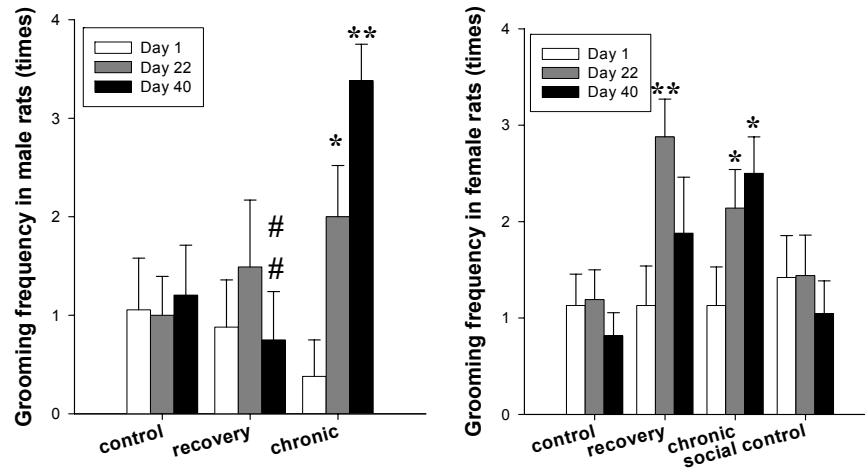 Grooming frequency in male rats (times)
4
3
2
1
0
Day 1
Day 22
Day 40
**
*
#
#
control
recovery
chronic
Grooming frequency in female rats (times)
4
3
2
1
0
Day 1
Day 22
Day 40
**
*
*
control
recovery
chronic
social control